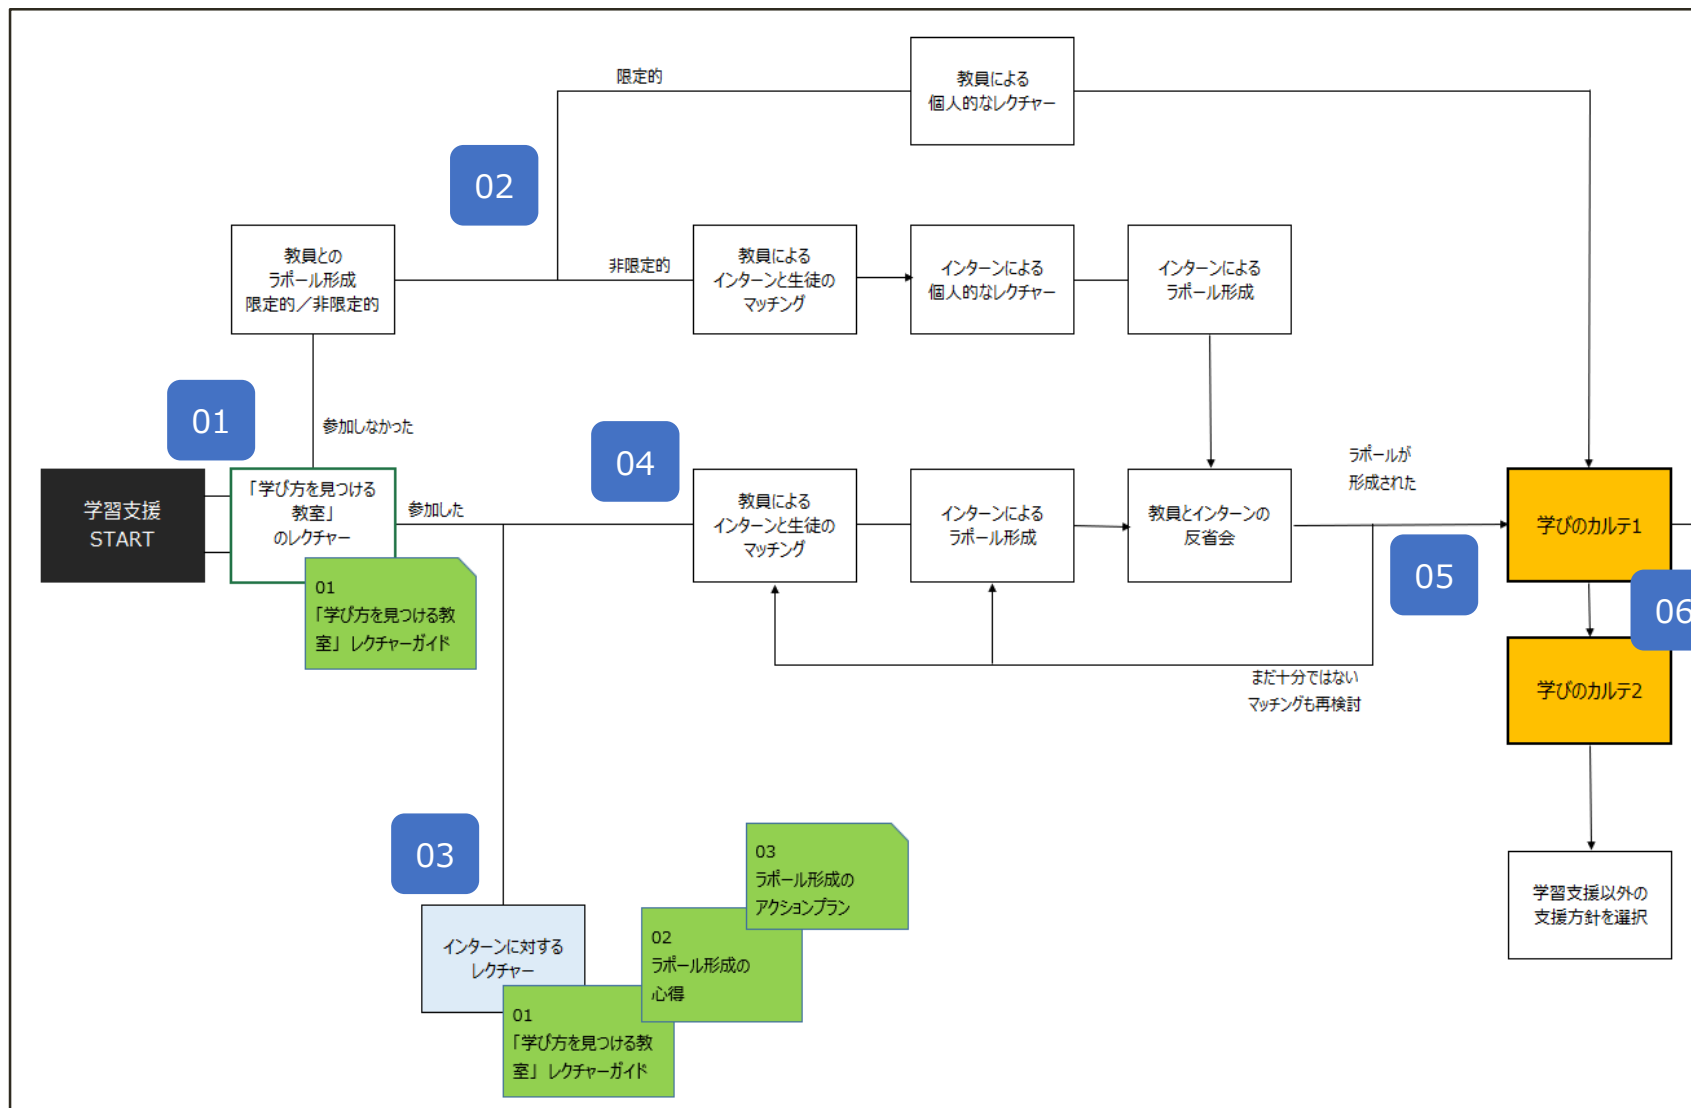 限定的
教員による
個人的なレクチャー
02
教員との
ラポール形成
限定的／非限定的
非限定的
教員による
インターンと生徒の
マッチング
インターンによる
個人的なレクチャー
インターンによる
ラポール形成
01
参加しなかった
学習支援
START
「学び方を見つける
教室」
のレクチャー
参加した
01
「学び方を見つける教
室」 レクチャーガイド
04
教員による
インターンと生徒の
マッチング
インターンによる
ラポール形成
教員とインターンの
反省会
ラポールが
形成された
05
学びのカルテ1
06
学びのカルテ2
まだ十分ではない
マッチングも再検討
学習支援以外の
支援方針を選択
03
インターンに対する
レクチャー
01
「学び方を見つける教
室」 レクチャーガイド
02
ラポール形成の
心得
03
ラポール形成の
アクションプラン